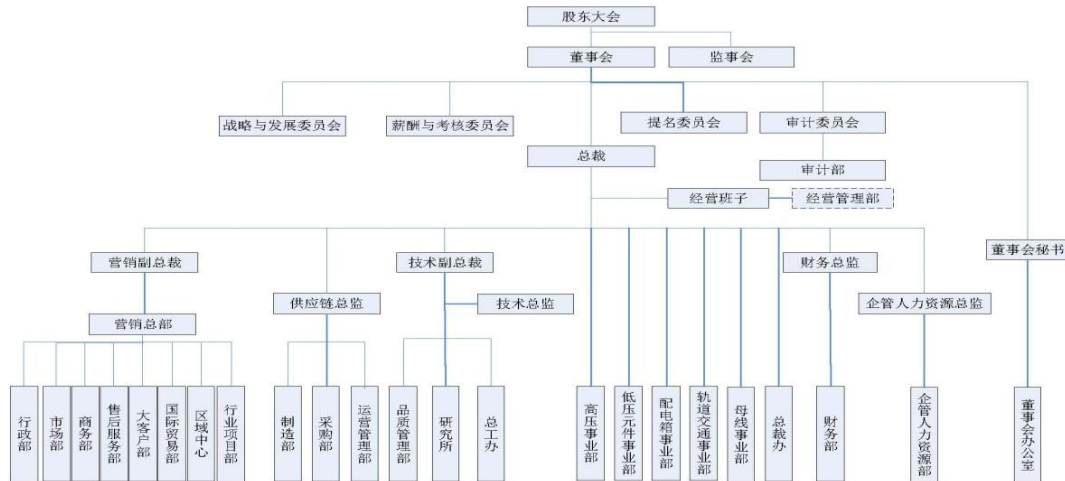 股东大会
董事会
监事会
战略与发展委员会
薪酬与考核委员会
提名委员会
审计委员会
总裁
审计部
经营班子
经营管理部
董事会秘书
营销副总裁
技术副总裁
财务总监
供应链总监
技术总监
企管人力资源总监
营销总部
行政部
市场部
商务部
售后服务部
大客户部
国际贸易部
区域中心
行业项目部
制造部
采购部
运营管理部
品质管理部
研究所
总工办
高压事业部
低压元件事业部
配电箱事业部
轨道交通事业部
母线事业部
总裁办
财务部
企管人力资源部
董事会办公室